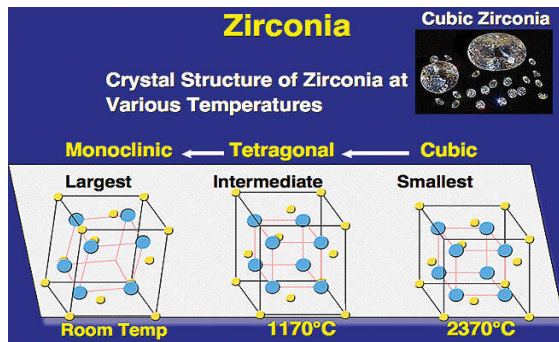 Zirconia
Cubic Zirconia
Crystal Structure of Zirconia at
Various Temperatures
Monoclinic Tetragonal Cubic
Largest Intermediate Smallest
Room Temp 1170°C 2370°C